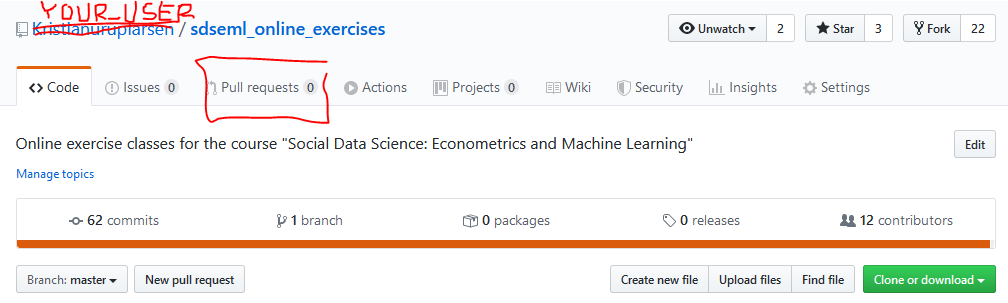 YOUR_USER
Kristianuruplarsen / sdseml_online_exercises
Unwatch 2 Star 3 Fork 22
Code Issues 0 Pull requests 0 Actions Projects 0 Wiki Security Insights Settings
Online exercise classes for the course "Social Data Science: Econometrics and Machine Learning" Edit
Manage topics
62 commits 1 branch 0 packages 0 releases 12 contributors
Branch: master New pull request Create new file Upload files Find file Clone or download